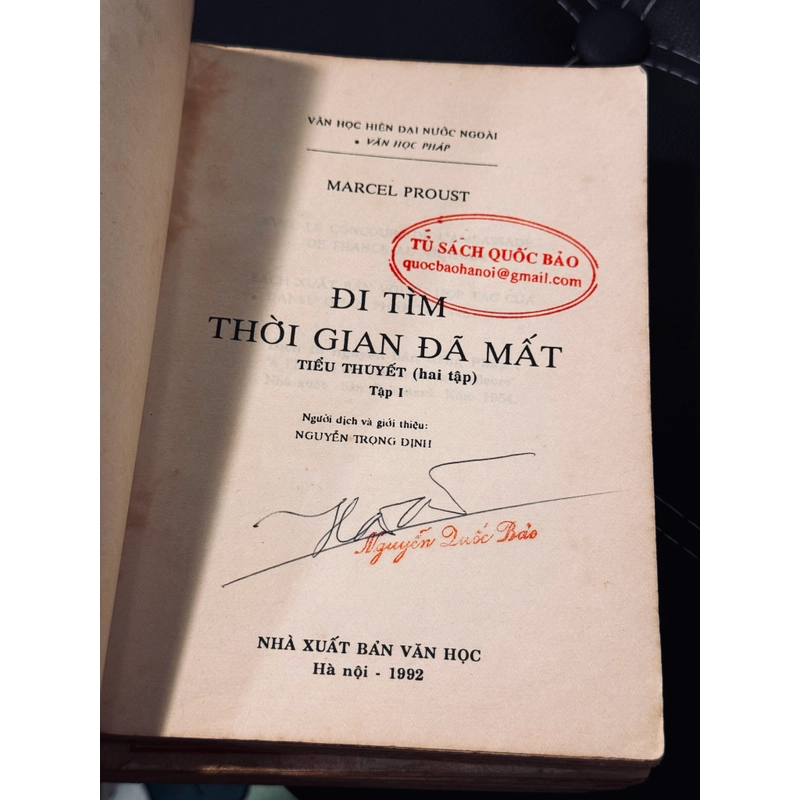 VĂN HỌC HIỆN ĐẠI NƯỚC NGOÀI
• VĂN HỌC PHÁP
MARCEL PROUST
TỦ SÁCH QUỐC BẢO
quocbaohanoi@gmail.com
ĐI TÌM
THỜI GIAN ĐÃ MẤT
TIỂU THUYẾT (hai tập)
Tập I
Người dịch và giới thiệu:
NGUYỄN TRỌNG ĐỊNH
Nguyễn Quốc Bảo
NHÀ XUẤT BẢN VĂN HỌC
Hà nội - 1992